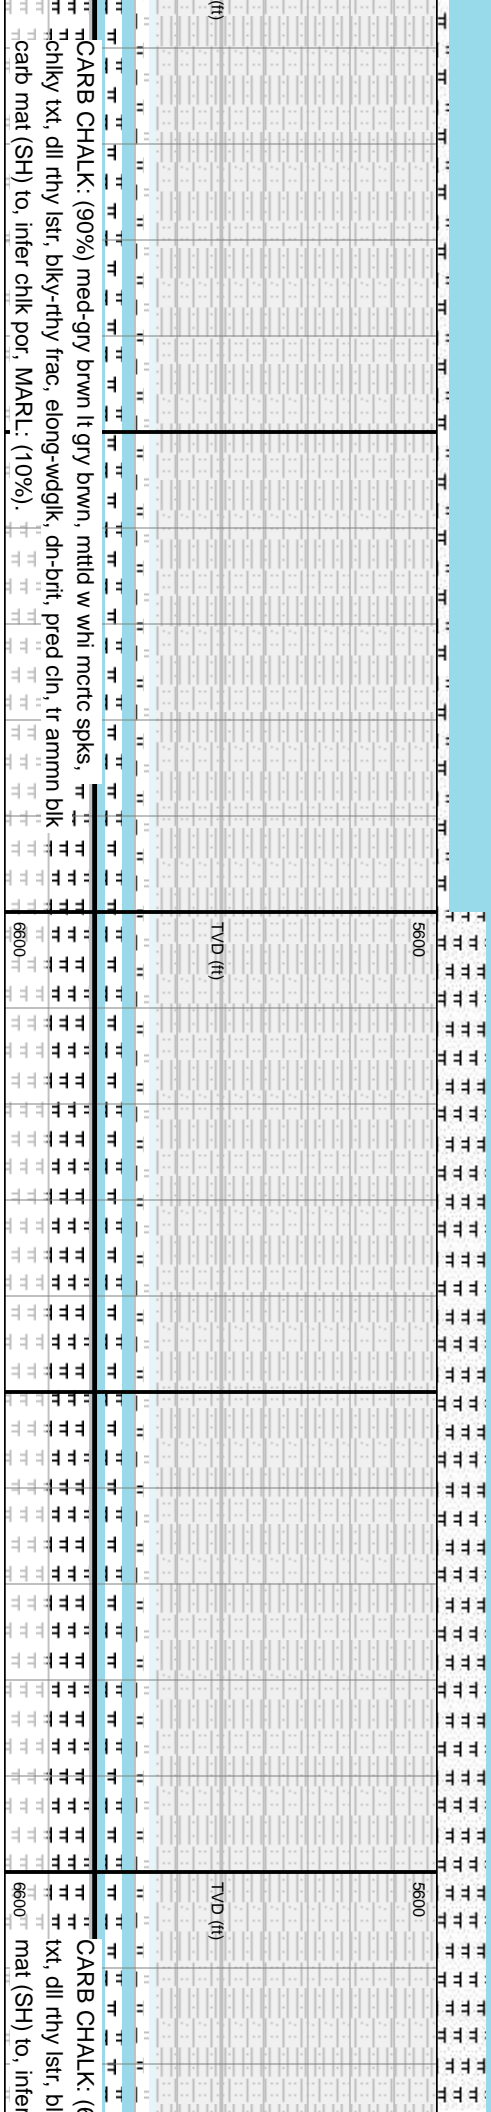 (ft)
CARB CHALK: (90%) med-gry brwn lt gry brwn, mttld w whi mcrtc spks,
chlky txt, dll rthy lstr, blky-rthy frac, elong-wdglk, dn-brit, pred cln, tr ammn blk
carb mat (SH) to, infer chlk por, MARL: (10%).
5600
TVD (ft)
6600
5600
TVD (ft)
6600
CARB CHALK:
txt, dll rthy lstr,
mat (SH) to, infer